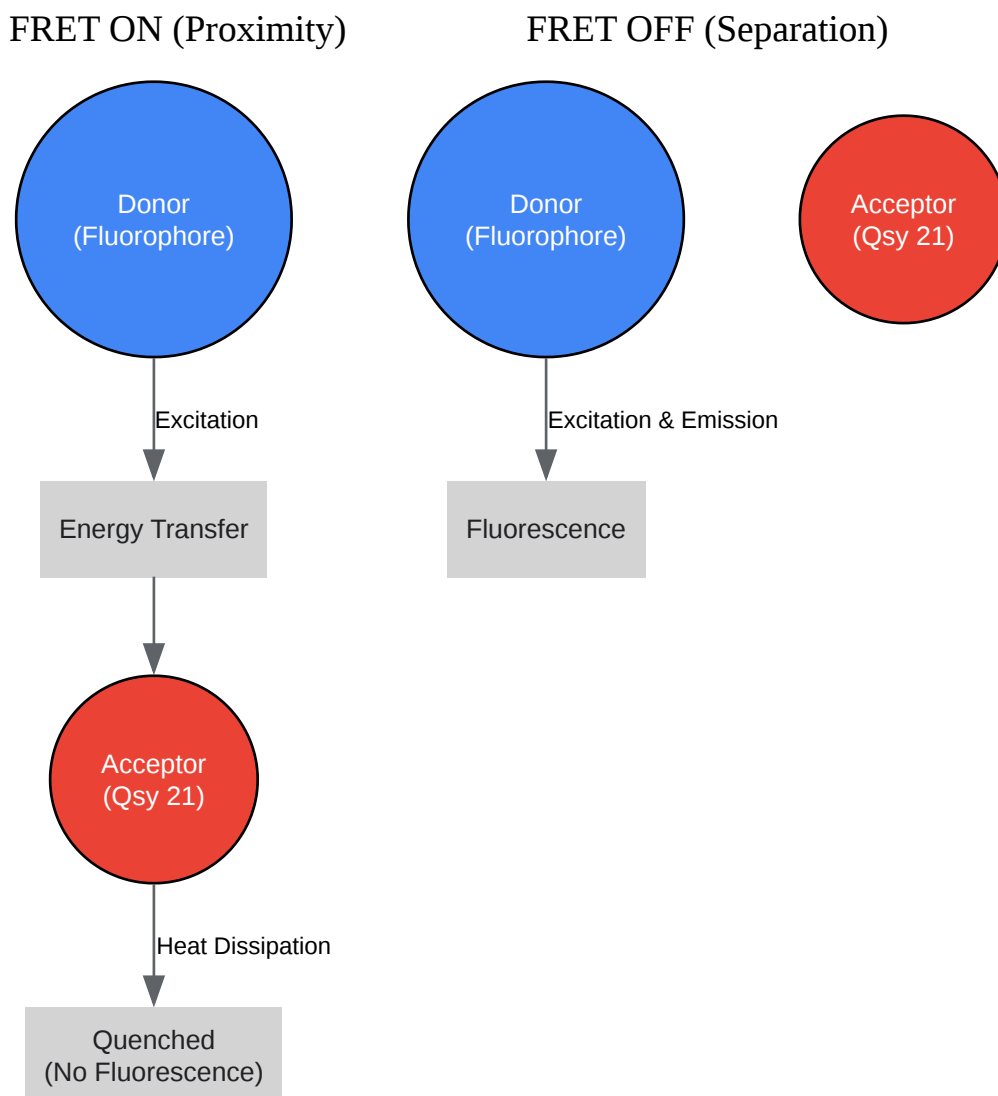 FRET ON (Proximity)
Donor
(Fluorophore)
Excitation
Energy Transfer
Acceptor
(Qsy 21)
Heat Dissipation
Quenched
(No Fluorescence)
FRET OFF (Separation)
Donor
(Fluorophore)
Excitation & Emission
Fluorescence
Acceptor
(Qsy 21)